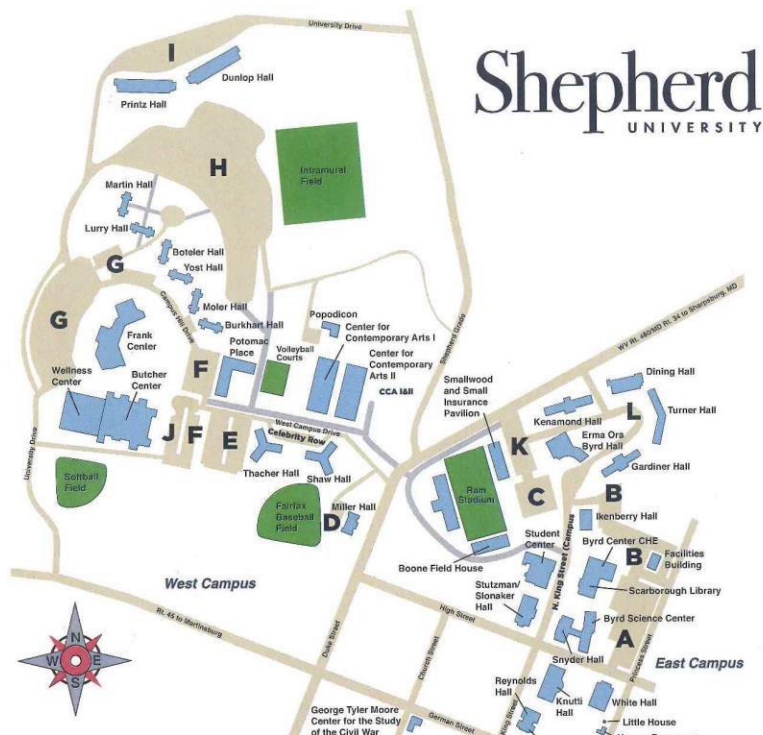 University Drive
I
Dunlop Hall
Printz Hall
Shepherd
UNIVERSITY
H
Intramural
Field
Martin Hall
Lurry Hall
G
Boteler Hall
Yost Hall
Moler Hall
Burkhart Hall
Campus Hill Drive
G
Frank
Center
Wellness
Center
Butcher
Center
F
Potomac
Place
Volleyball
Courts
Popodicon
Center for
Contemporary Arts I
Center for
Contemporary
Arts II
CCA I&II
Shepherd Grade
WV Rt. 480/MD Rt. 34 to Sharpsburg, MD
Smallwood
and Small
Insurance
Pavilion
Dining Hall
Kenamond Hall
L
Turner Hall
Erma Ora
Byrd Hall
Gardiner Hall
K
C
B
J
F
E
West Campus Drive
Celebrity Row
Thacher Hall
Shaw Hall
University Drive
Softball
Field
Fairfax
Baseball
Field
D
Miller Hall
Ram
Stadium
Boone Field House
Student
Center
N. King Street (Campus
Ikenberry Hall
Byrd Center CHE
B
Facilities
Building
Scarborough Library
Stutzman/
Slonaker
Hall
Byrd Science Center
A
Snyder Hall
Princess Street
East Campus
West Campus
N
W
E
S
Rt. 45 to Martinsburg
Duke Street
High Street
Church Street
German Street
King Street
Reynolds
Hall
Knutti
Hall
White Hall
Little House
George Tyler Moore
Center for the Study
of the Civil War